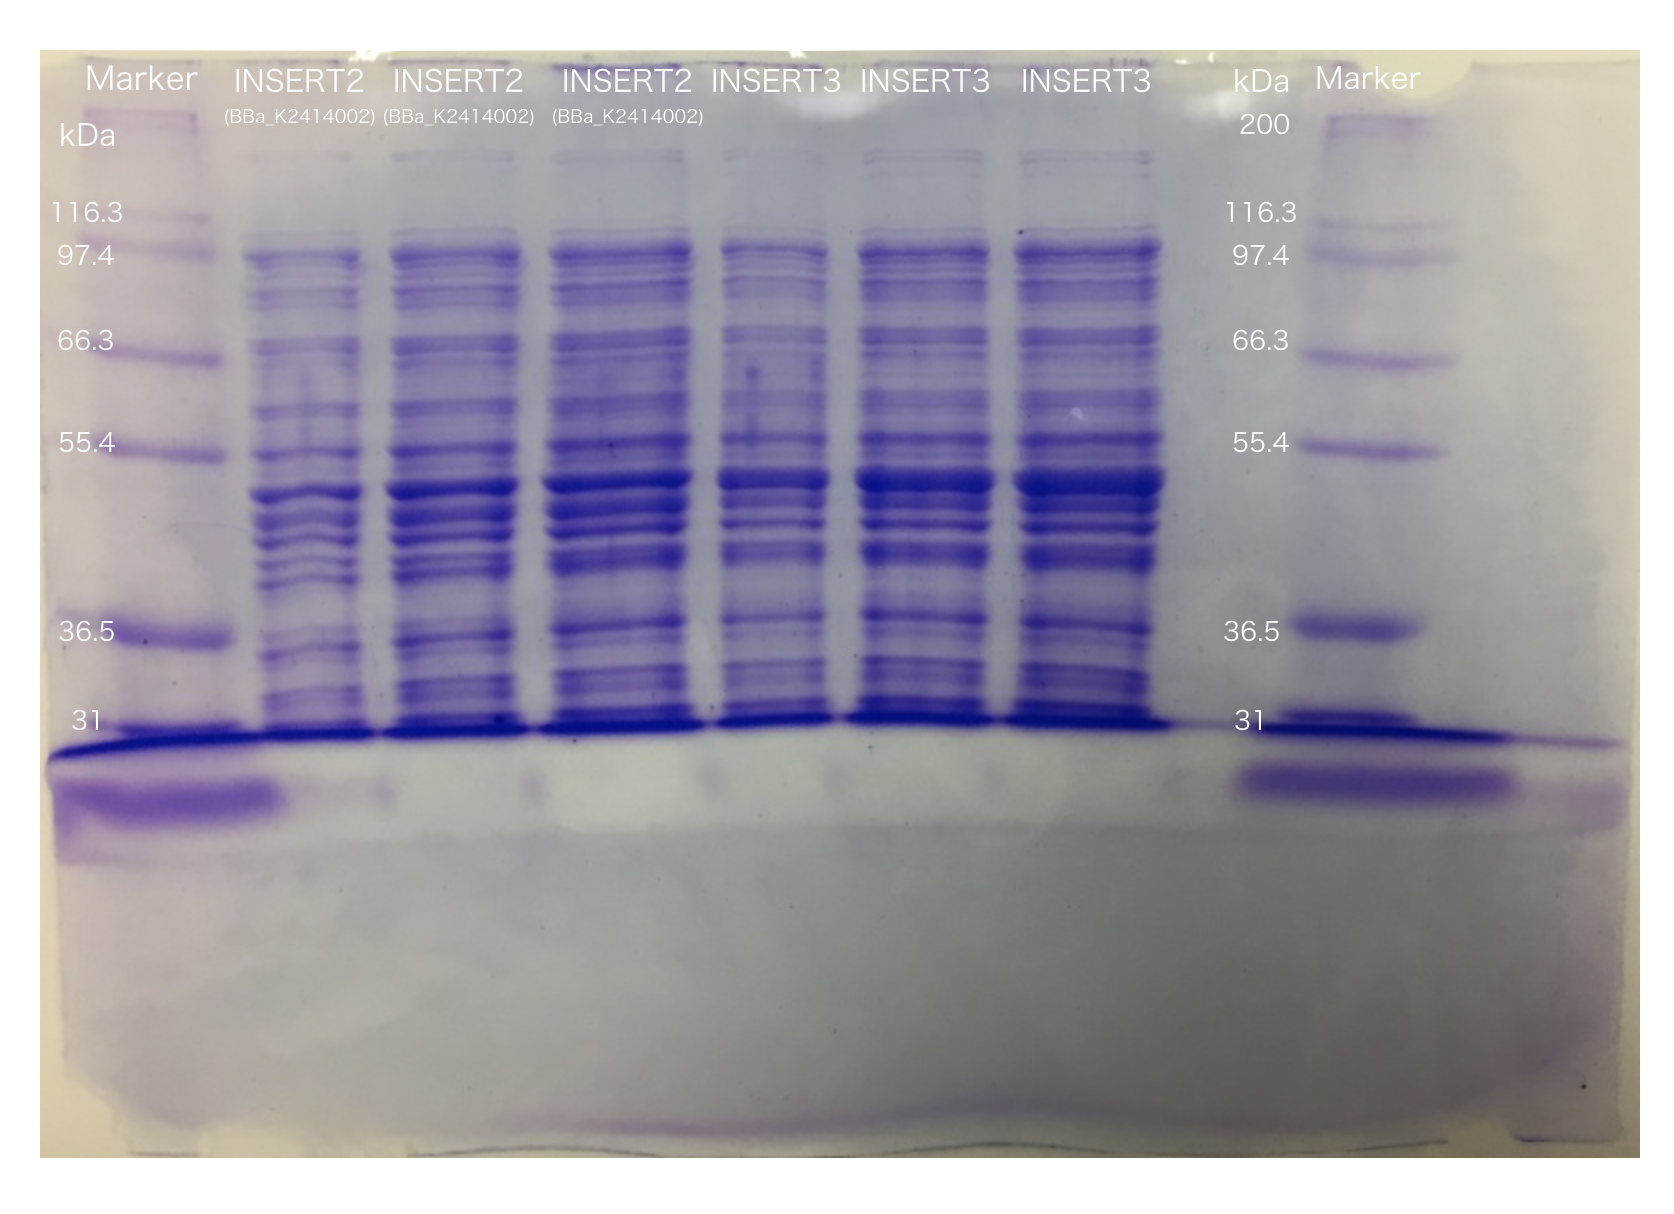 Marker INSERT2 INSERT2 INSERT2 INSERT3 INSERT3 INSERT3 kDa Marker
(BBa_K2414002) (BBa_K2414002) (BBa_K2414002) 200
kDa
116.3 116.3
97.4 97.4
66.3 66.3
55.4 55.4
36.5 36.5
31 31